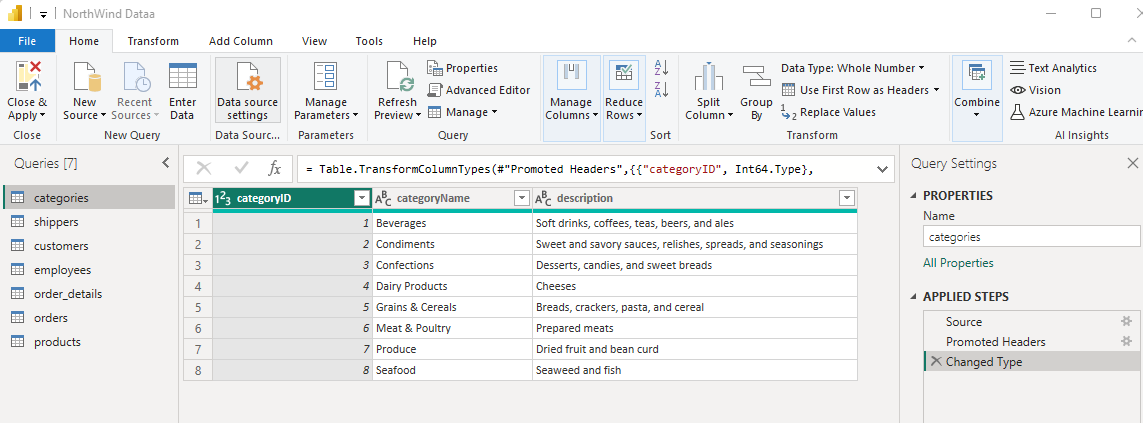 NorthWind Dataa
File Home Transform Add Column View Tools Help
Close & Apply
New Source
Recent Sources
Enter Data
Data source settings
Manage Parameters
Refresh Preview
Properties
Advanced Editor
Manage
Manage Columns
Reduce Rows
Split Column
Group By
Data Type: Whole Number
Use First Row as Headers
Replace Values
Combine
Text Analytics
Vision
Azure Machine Learnin
Close New Query Data Sourc... Parameters Query Sort Transform AI Insights
Queries [7]
categories
shippers
customers
employees
order_details
orders
products
fx = Table.TransformColumnTypes(#"Promoted Headers",{{"categoryID", Int64.Type},
123 categoryID ABC categoryName ABC description
1 1 Beverages Soft drinks, coffees, teas, beers, and ales
2 2 Condiments Sweet and savory sauces, relishes, spreads, and seasonings
3 3 Confections Desserts, candies, and sweet breads
4 4 Dairy Products Cheeses
5 5 Grains & Cereals Breads, crackers, pasta, and cereal
6 6 Meat & Poultry Prepared meats
7 7 Produce Dried fruit and bean curd
8 8 Seafood Seaweed and fish
Query Settings
PROPERTIES
Name
categories
All Properties
APPLIED STEPS
Source
Promoted Headers
Changed Type